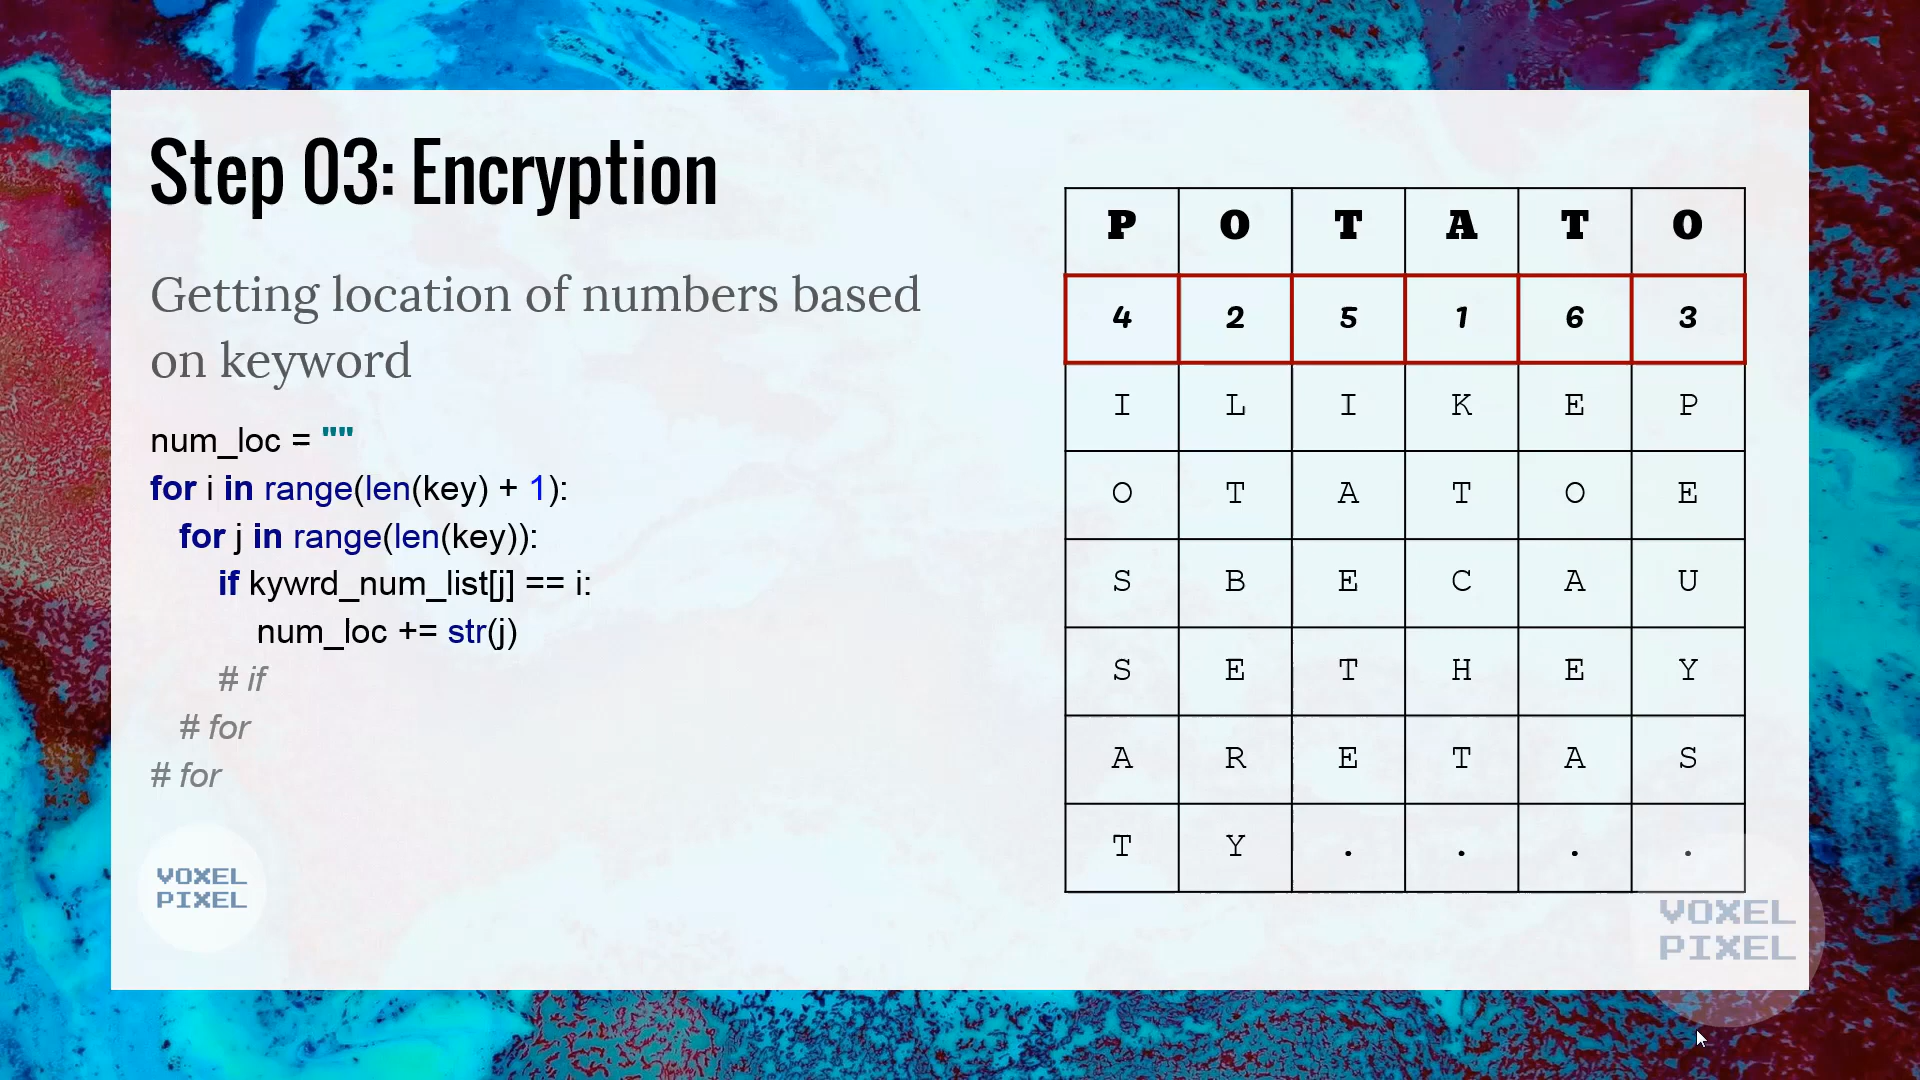 Step 03: Encryption
Getting location of numbers based
on keyword
num_loc = ""
for i in range(len(key) + 1):
for j in range(len(key)):
if kywrd_num_list[j] == i:
num_loc += str(j)
# if
# for
# for
VOXEL
PIXEL
P O T A T O
4 2 5 1 6 3
I L I K E P
O T A T O E
S B E C A U
S E T H E Y
A R E T A S
T Y . . . .
VOXEL
PIXEL